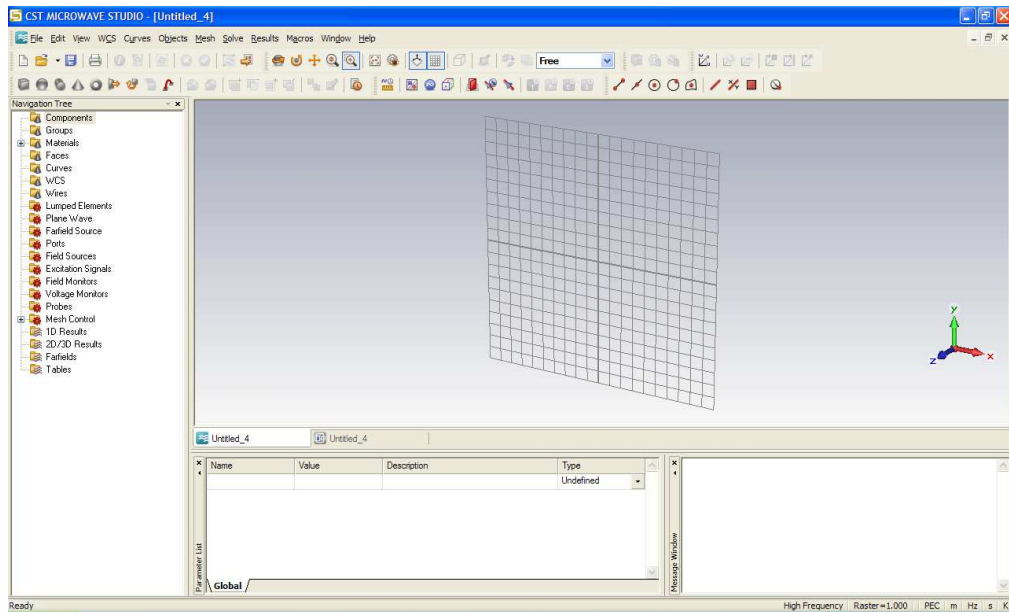 CST MICROWAVE STUDIO - [Untitled_4]
File Edit View WCS Curves Objects Mesh Solve Results Macros Window Help
Free
Navigation Tree
Components
Groups
Materials
Faces
Curves
WCS
Wires
Lumped Elements
Plane Wave
Farfield Source
Ports
Field Sources
Excitation Signals
Field Monitors
Voltage Monitors
Probes
Mesh Control
1D Results
2D/3D Results
Farfields
Tables
y
x
z
Untitled_4 Untitled_4
Name Value Description Type
Undefined
Parameter List
Global
Message Window
Ready High Frequency Raster=1.000 PEC m Hz s K